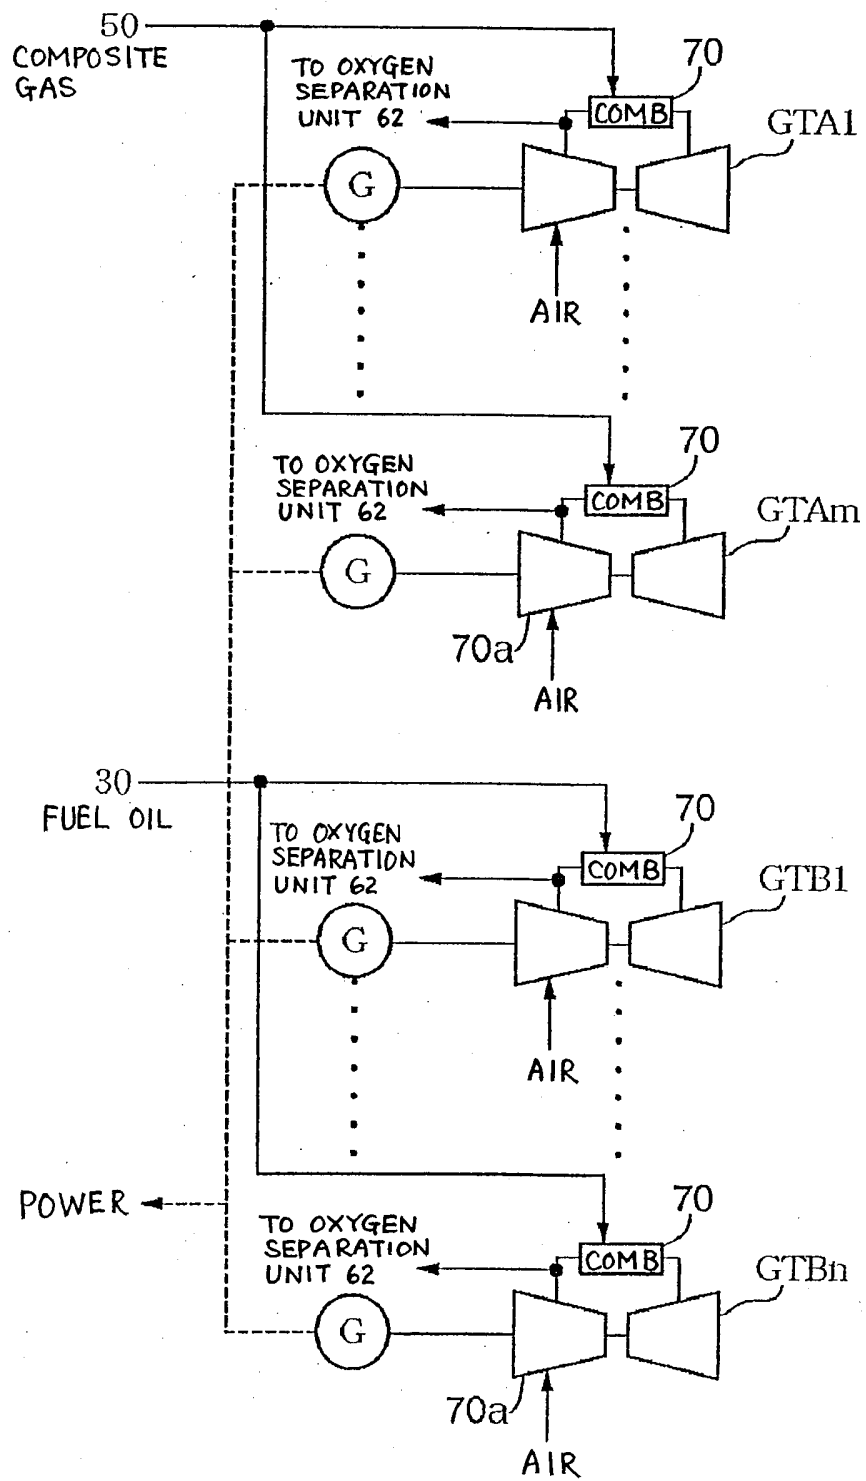 50
COMPOSITE
GAS
TO OXYGEN
SEPARATION
UNIT 62
COMB
70
GTA1
G
AIR
TO OXYGEN
SEPARATION
UNIT 62
COMB
70
GTAm
G
70a
AIR
30
FUEL OIL
TO OXYGEN
SEPARATION
UNIT 62
COMB
70
GTB1
G
AIR
POWER
TO OXYGEN
SEPARATION
UNIT 62
COMB
70
GTBn
G
70a
AIR